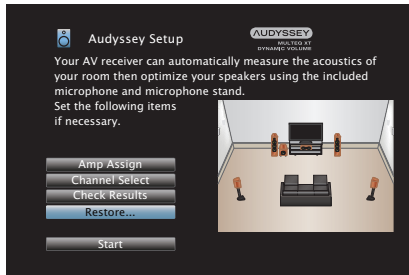 Audyssey Setup
AUDYSSEY
MULTEQ XT
DYNAMIC VOLUME
Your AV receiver can automatically measure the acoustics of
your room then optimize your speakers using the included
microphone and microphone stand.
Set the following items
if necessary.
Amp Assign
Channel Select
Check Results
Restore...
Start